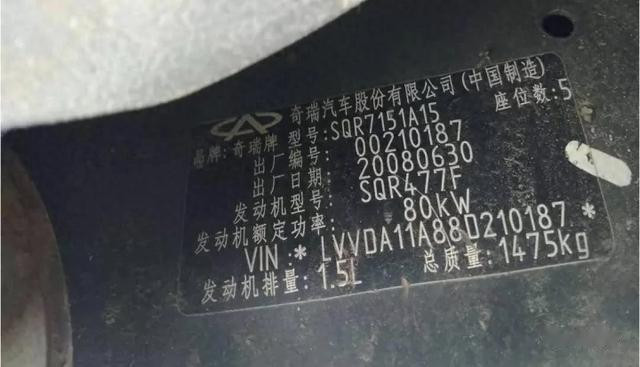 奇瑞汽车股份有限公司(中国制造)
品牌:奇瑞牌 型号:SQR7151A15 座位数:5
出厂编号: 00210187
出厂日期: 20080630
发动机型号: SQR477F
发动机额定功率: 80KW
VIN:*LVVDA11A88D210187*
发动机排量:1.5L 总质量:1475kg